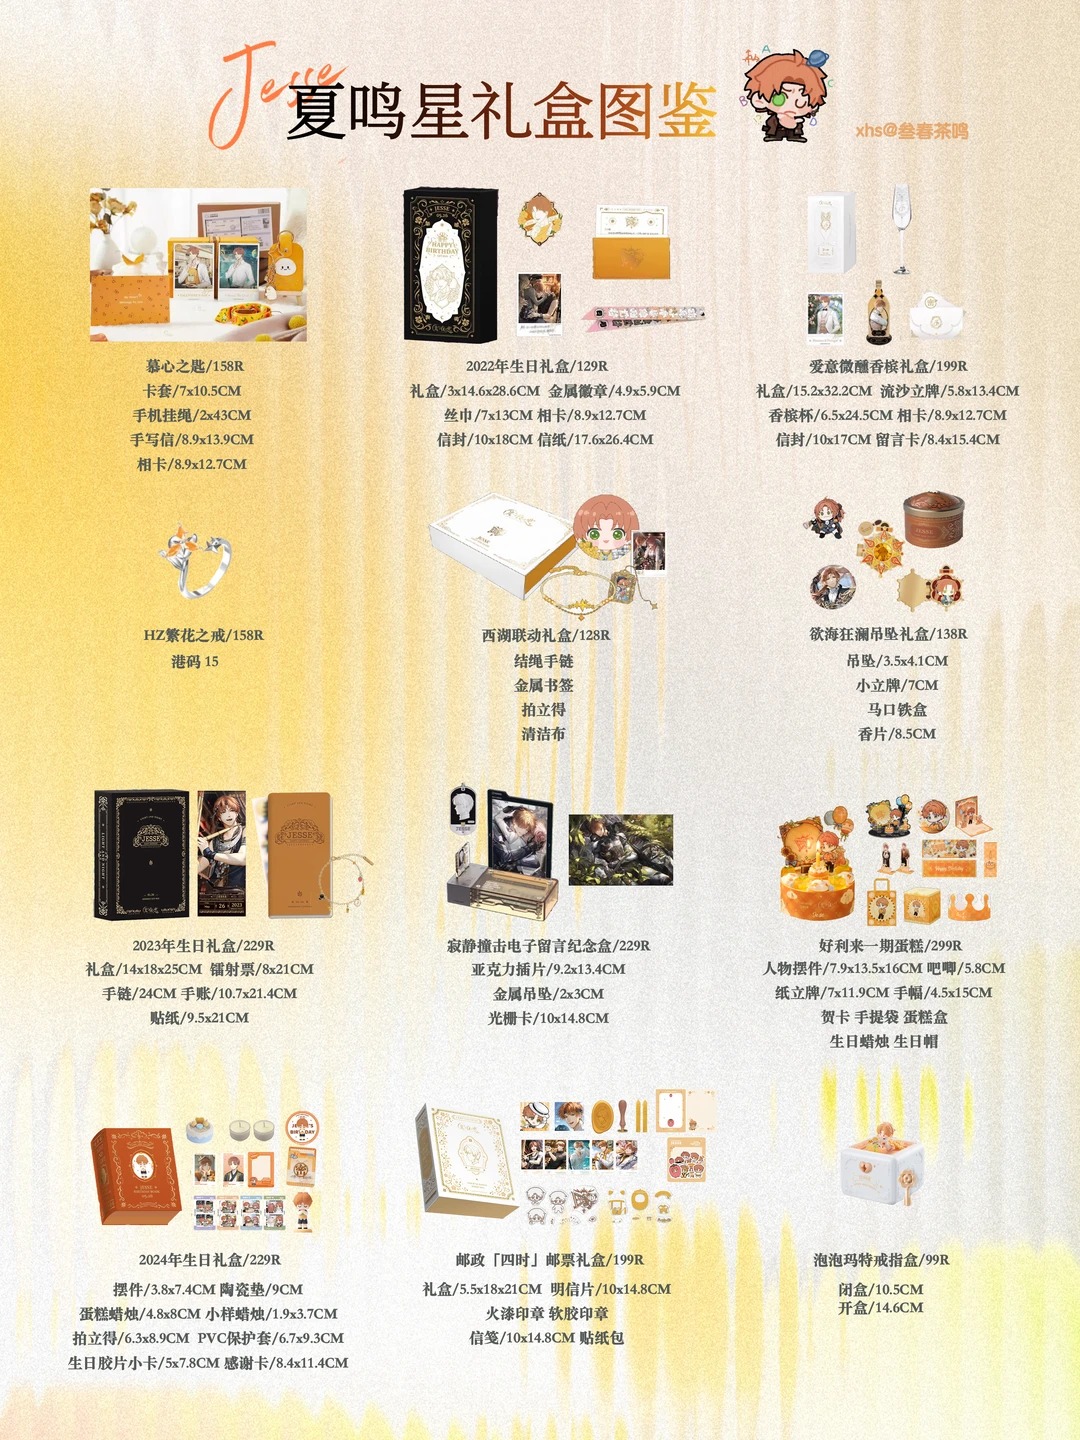 Jesse
夏鸣星礼盒图鉴
xhs@叁春茶鸣
慕心之匙/158R
卡套/7x10.5CM
手机挂绳/2x43CM
手写信/8.9x13.9CM
相卡/8.9x12.7CM
JESSE
HAPPY
BIRTHDAY
2022年生日礼盒/129R
礼盒/3x14.6x28.6CM 金属徽章/4.9x5.9CM
丝巾/7x13CM 相卡/8.9x12.7CM
信封/10x18CM 信纸/17.6x26.4CM
爱意微醺香槟礼盒/199R
礼盒/15.2x32.2CM 流沙立牌/5.8x13.4CM
香槟杯/6.5x24.5CM 相卡/8.9x12.7CM
信封/10x17CM 留言卡/8.4x15.4CM
HZ繁花之戒/158R
港码 15
西湖联动礼盒/128R
结绳手链
金属书签
拍立得
清洁布
欲海狂澜吊坠礼盒/138R
吊坠/3.5x4.1CM
小立牌/7CM
马口铁盒
香片/8.5CM
JESSE
JESSE
2023年生日礼盒/229R
礼盒/14x18x25CM 镭射票/8x21CM
手链/24CM 手账/10.7x21.4CM
贴纸/9.5x21CM
JESSE
寂静撞击电子留言纪念盒/229R
亚克力插片/9.2x13.4CM
金属吊坠/2x3CM
光栅卡/10x14.8CM
好利来一期蛋糕/299R
人物摆件/7.9x13.5x16CM 吧唧/5.8CM
纸立牌/7x11.9CM 手幅/4.5x15CM
贺卡 手提袋 蛋糕盒
生日蜡烛 生日帽
2024年生日礼盒/229R
摆件/3.8x7.4CM 陶瓷垫/9CM
蛋糕蜡烛/4.8x8CM 小样蜡烛/1.9x3.7CM
拍立得/6.3x8.9CM PVC保护套/6.7x9.3CM
生日胶片小卡/5x7.8CM 感谢卡/8.4x11.4CM
邮政「四时」邮票礼盒/199R
礼盒/5.5x18x21CM 明信片/10x14.8CM
火漆印章 软胶印章
信笺/10x14.8CM 贴纸包
泡泡玛特戒指盒/99R
闭盒/10.5CM
开盒/14.6CM